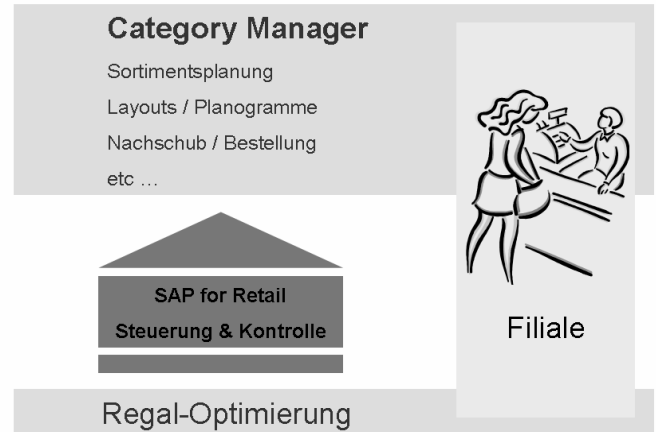 Category Manager
Sortimentsplanung
Layouts / Planogramme
Nachschub / Bestellung
etc …
SAP for Retail
Steuerung & Kontrolle
Filiale
Regal-Optimierung